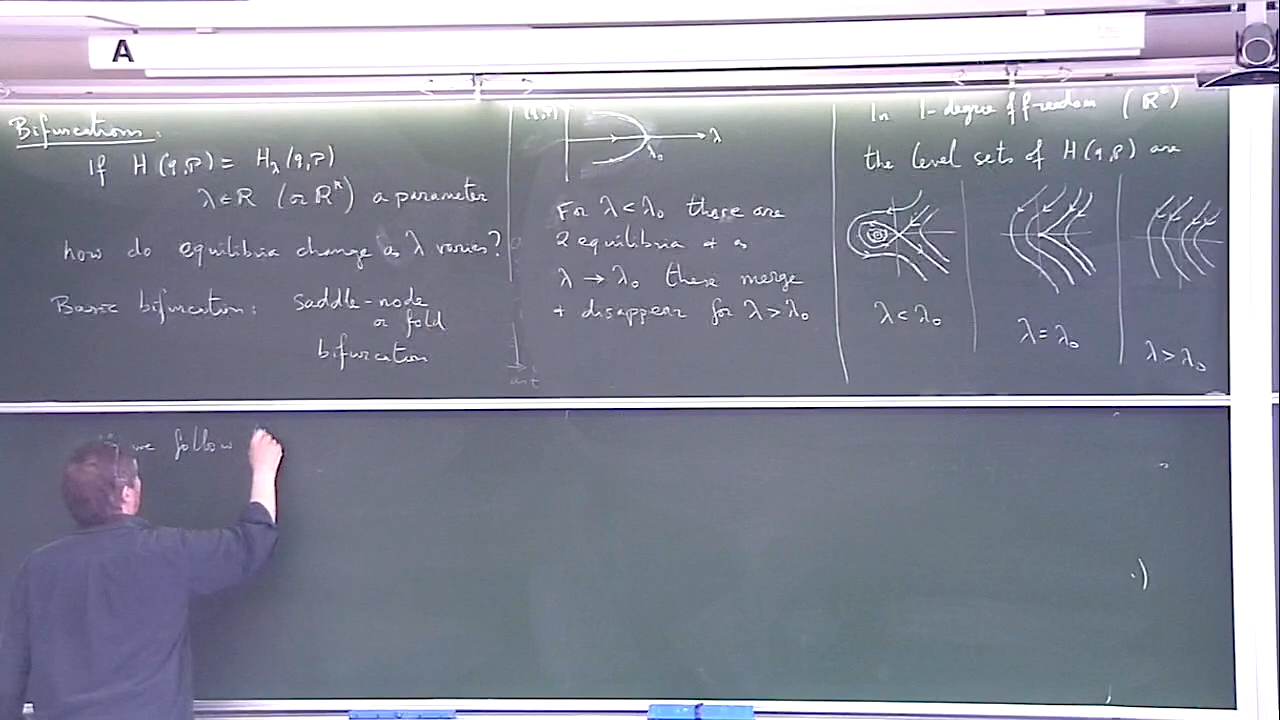 A
Bifurcations:
If H(q,p) = H_λ(q,p)
λ∈R (or R^k) a parameter
how do equilibria change as λ varies?
Basic bifurcation: saddle-node
or fold
bifurcation
λ
λ₀
For λ<λ₀ there are
2 equilibria + as
λ → λ₀ these merge
+ disappear for λ>λ₀
In 1-degree of freedom (R²)
the level sets of H(q,p) are
λ<λ₀
λ=λ₀
λ>λ₀
we follow